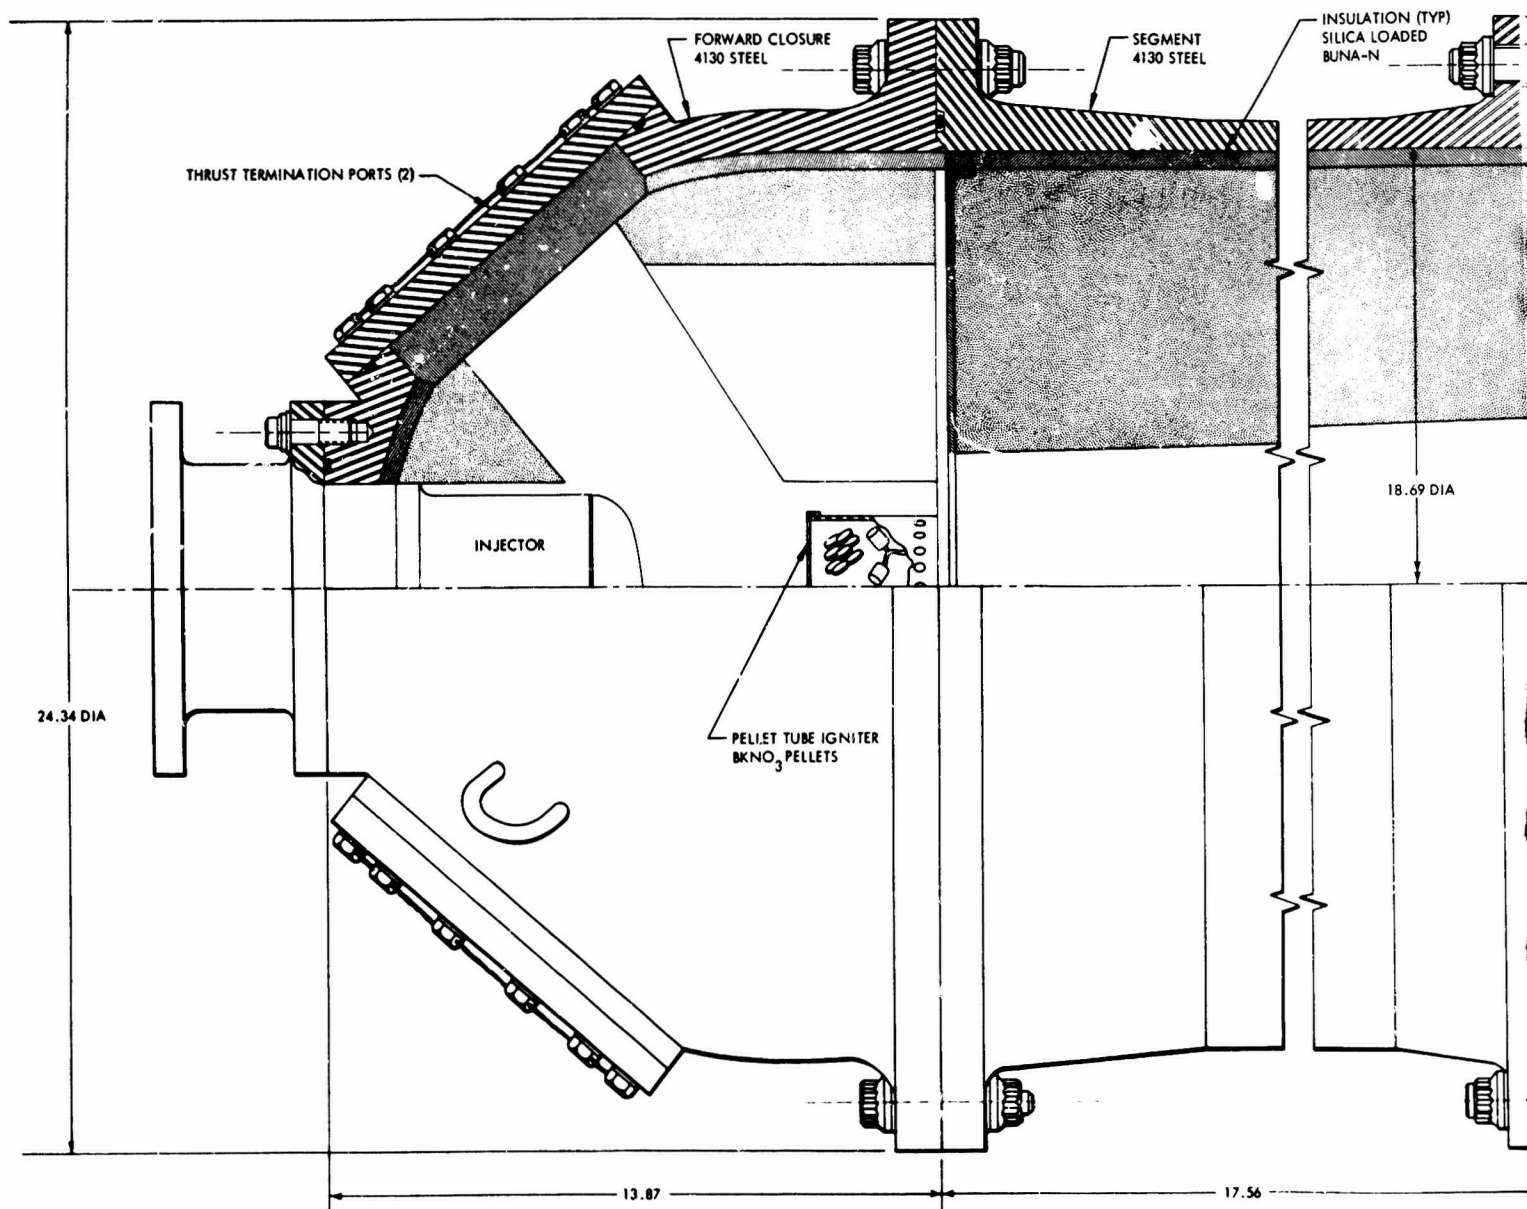 FORWARD CLOSURE
4130 STEEL
SEGMENT
4130 STEEL
INSULATION (TYP)
SILICA LOADED
BUNA-N
THRUST TERMINATION PORTS (2)
18.69 DIA
INJECTOR
24.34 DIA
PELLET TUBE IGNITER
BKNO3 PELLETS
13.87
17.56